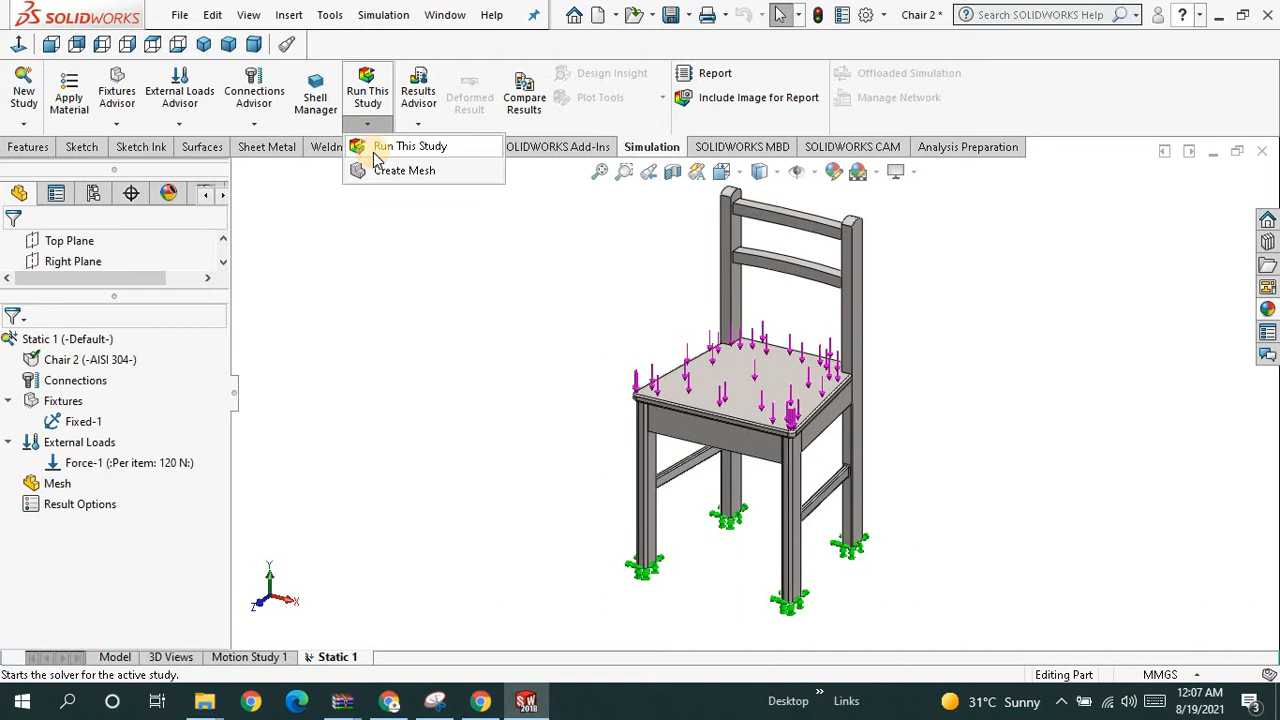 SOLIDWORKS File Edit View Insert Tools Simulation Window Help Chair 2 * Search SOLIDWORKS Help ?
New Study
Apply Material
Fixtures Advisor
External Loads Advisor
Connections Advisor
Shell Manager
Run This Study
Results Advisor
Deformed Result
Compare Results
Design Insight
Plot Tools
Report
Include Image for Report
Offloaded Simulation
Manage Network
Features Sketch Sketch Ink Surfaces Sheet Metal SOLIDWORKS Add-Ins Simulation SOLIDWORKS MBD SOLIDWORKS CAM Analysis Preparation
Run This Study
Create Mesh
Top Plane
Right Plane
Static 1 (-Default-)
Chair 2 (-AISI 304-)
Connections
Fixtures
Fixed-1
External Loads
Force-1 (:Per item: 120 N:)
Mesh
Result Options
Y
Z
X
Model 3D Views Motion Study 1 Static 1
Starts the solver for the active study. Editing Part MMGS
SW 2018
Desktop » Links 31°C Sunny 12:07 AM
8/19/2021
3